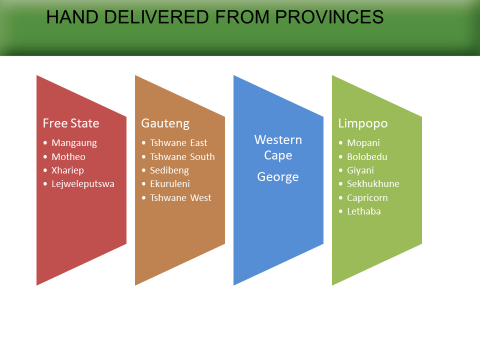 HAND DELIVERED FROM PROVINCES
Free State
• Mangaung
• Motheo
• Xhariep
• Lejweleputswa
Gauteng
• Tshwane East
• Tshwane South
• Sedibeng
• Ekuruleni
• Tshwane West
Western
Cape
George
Limpopo
• Mopani
• Bolobedu
• Giyani
• Sekhukhune
• Capricorn
• Lethaba